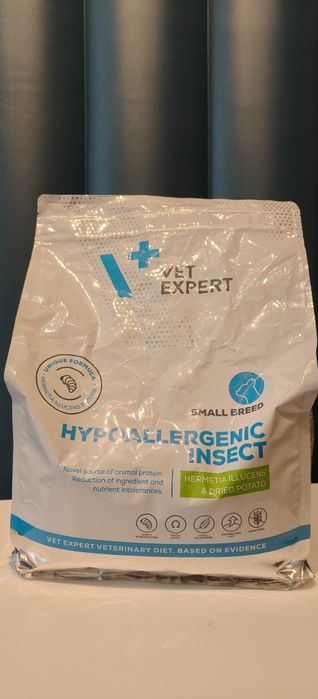 V+
VET
EXPERT
UNIQUE FORMULA
HERMETIA ILLUCENS PROTEIN
SMALL BREED
HYPOALLERGENIC
INSECT
Novel source of animal protein.
Reduction of ingredient and
nutrient intolerances.
HERMETIA ILLUCENS
& DRIED POTATO
VET EXPERT VETERINARY DIET. BASED ON EVIDENCE